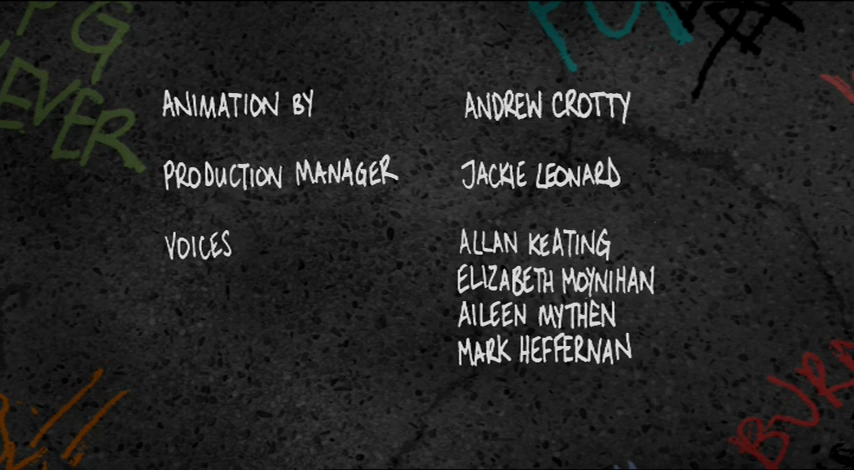 ANIMATION BY ANDREW CROTTY
PRODUCTION MANAGER JACKIE LEONARD
VOICES ALLAN KEATING
ELIZABETH MOYNIHAN
AILEEN MYTHEN
MARK HEFFERNAN